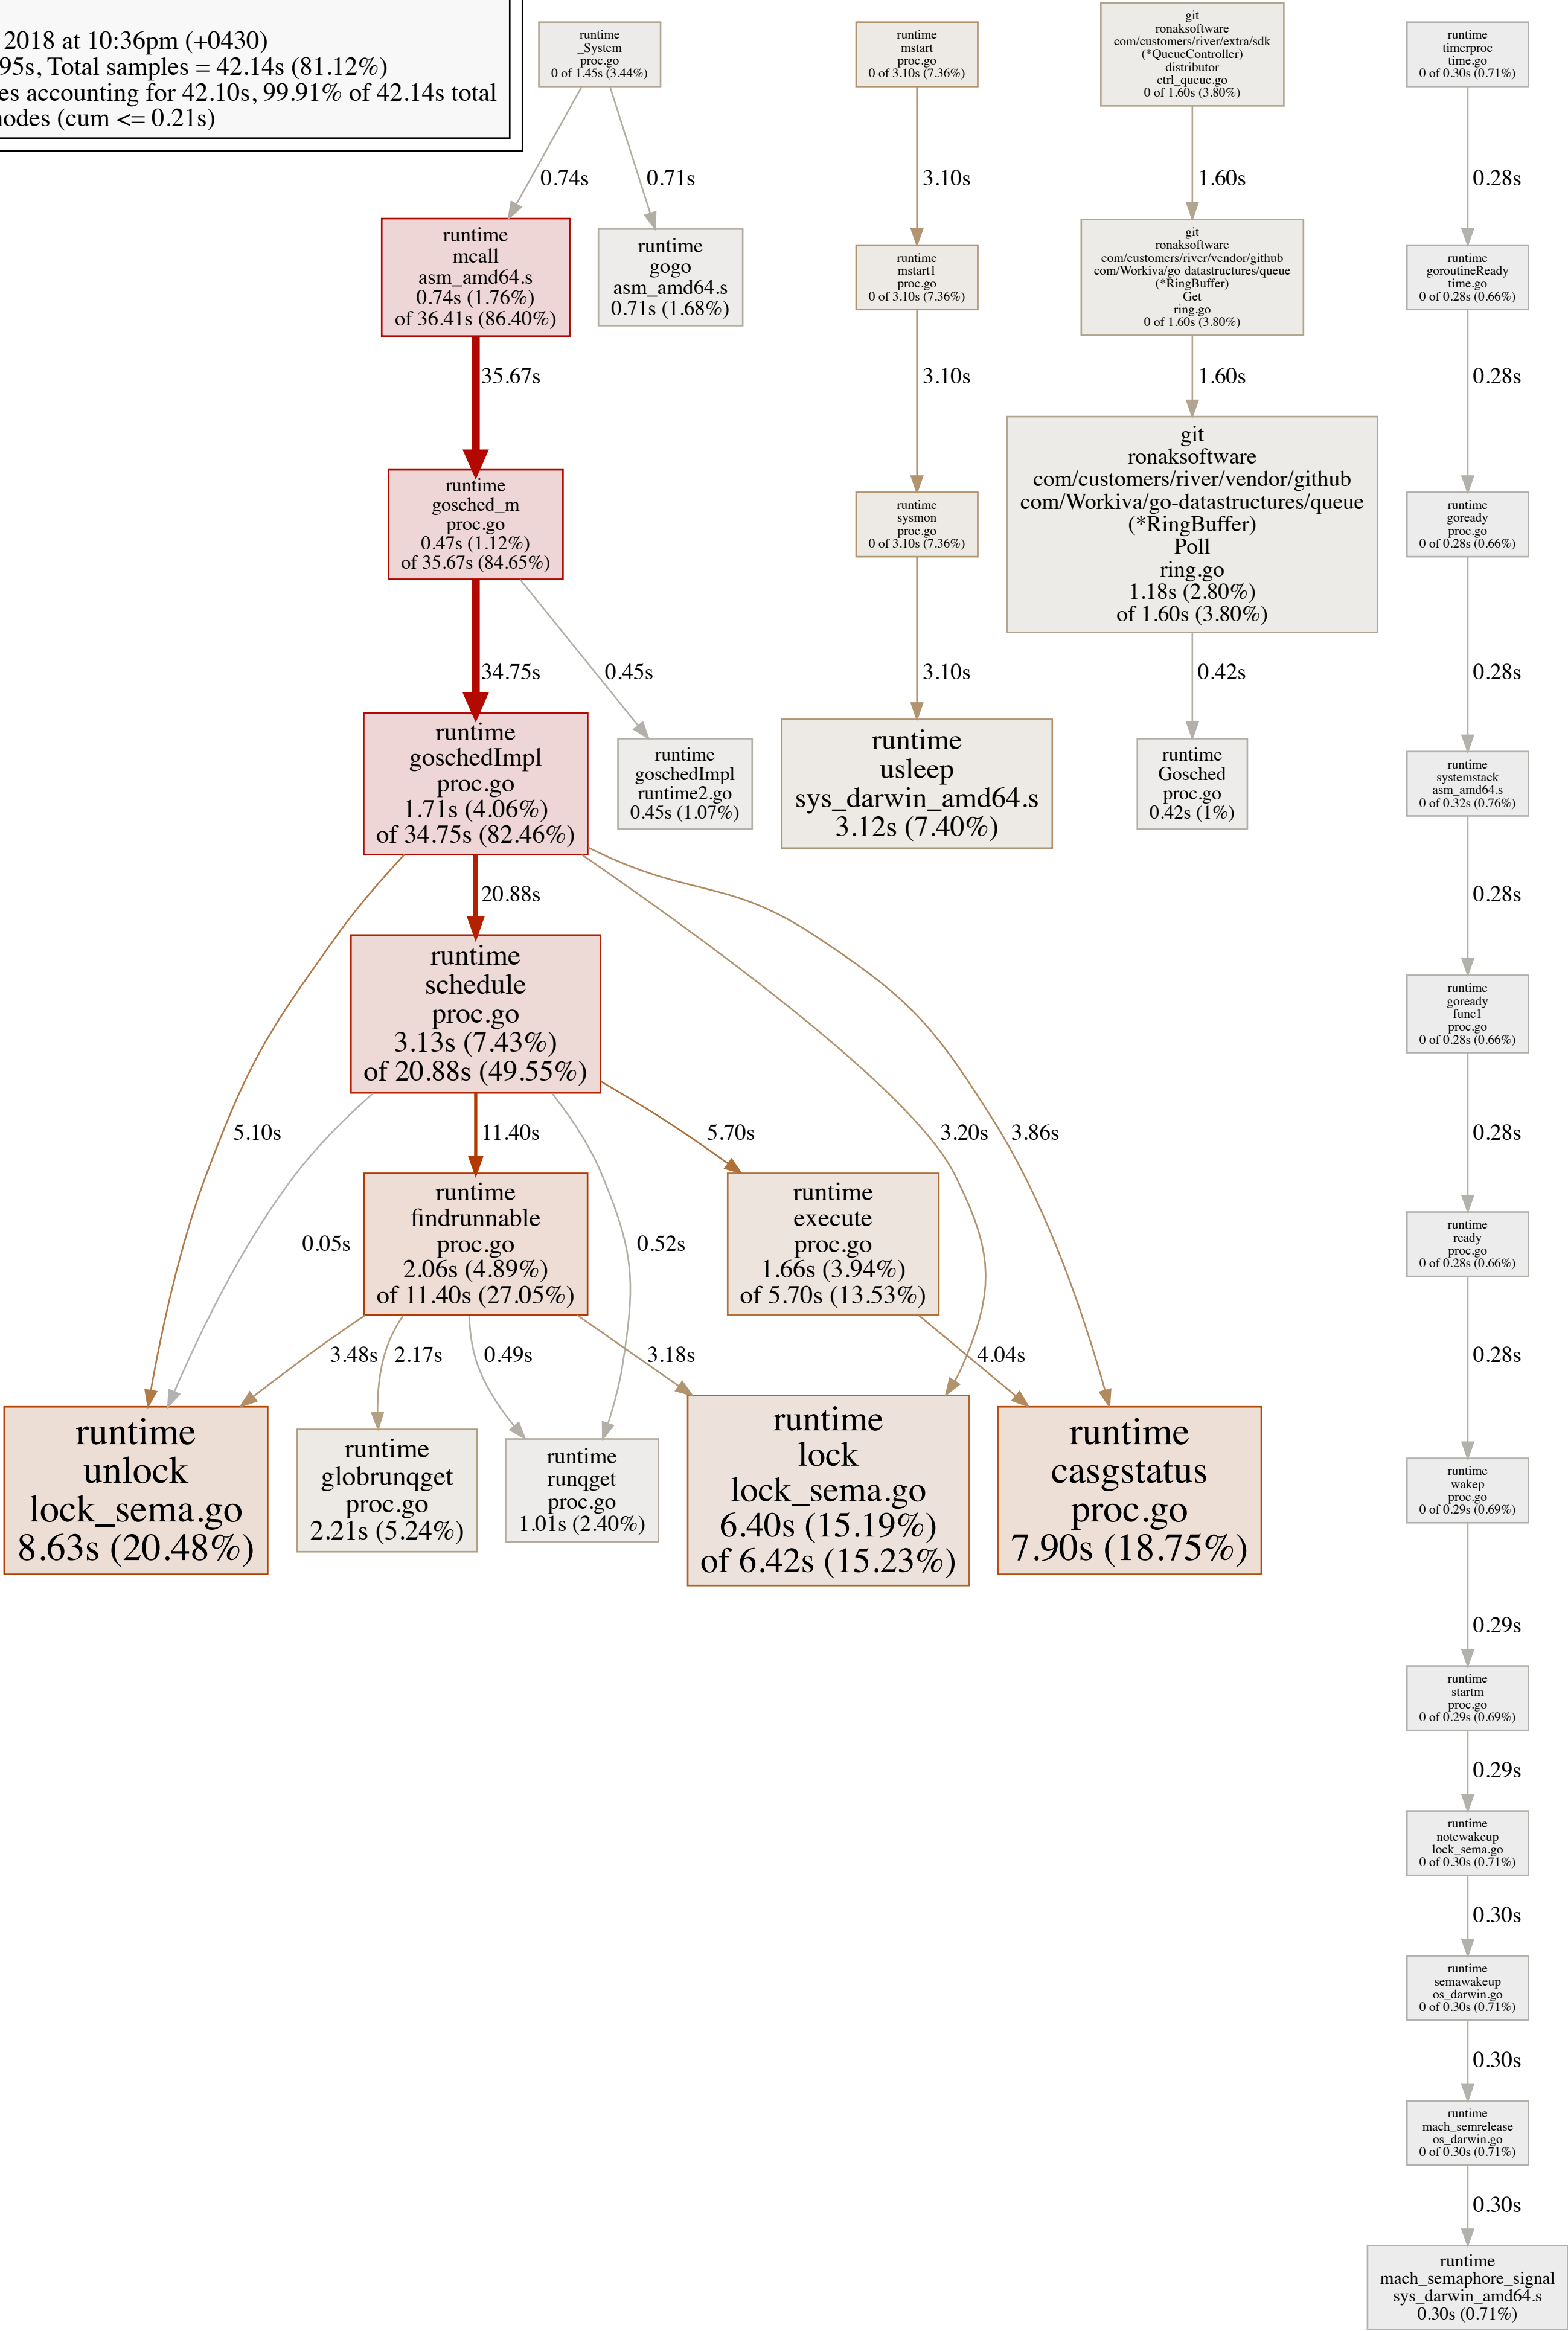 2018 at 10:36pm (+0430)
95s, Total samples = 42.14s (81.12%)
es accounting for 42.10s, 99.91% of 42.14s total
nodes (cum <= 0.21s)
runtime
_System
proc.go
0 of 1.45s (3.44%)
runtime
mstart
proc.go
0 of 3.10s (7.36%)
git
ronaksoftware
com/customers/river/extra/sdk
(*QueueController)
distributor
ctrl_queue.go
0 of 1.60s (3.80%)
runtime
timerproc
time.go
0 of 0.30s (0.71%)
0.74s
0.71s
3.10s
1.60s
0.28s
runtime
mcall
asm_amd64.s
0.74s (1.76%)
of 36.41s (86.40%)
runtime
gogo
asm_amd64.s
0.71s (1.68%)
runtime
mstart1
proc.go
0 of 3.10s (7.36%)
git
ronaksoftware
com/customers/river/vendor/github
com/Workiva/go-datastructures/queue
(*RingBuffer)
Get
ring.go
0 of 1.60s (3.80%)
runtime
goroutineReady
time.go
0 of 0.28s (0.66%)
35.67s
3.10s
1.60s
0.28s
runtime
gosched_m
proc.go
0.47s (1.12%)
of 35.67s (84.65%)
runtime
sysmon
proc.go
0 of 3.10s (7.36%)
git
ronaksoftware
com/customers/river/vendor/github
com/Workiva/go-datastructures/queue
(*RingBuffer)
Poll
ring.go
1.18s (2.80%)
of 1.60s (3.80%)
runtime
goready
proc.go
0 of 0.28s (0.66%)
34.75s
0.45s
3.10s
0.42s
0.28s
runtime
goschedImpl
proc.go
1.71s (4.06%)
of 34.75s (82.46%)
runtime
goschedImpl
runtime2.go
0.45s (1.07%)
runtime
usleep
sys_darwin_amd64.s
3.12s (7.40%)
runtime
Gosched
proc.go
0.42s (1%)
runtime
systemstack
asm_amd64.s
0 of 0.32s (0.76%)
20.88s
0.28s
runtime
schedule
proc.go
3.13s (7.43%)
of 20.88s (49.55%)
runtime
goready
func1
proc.go
0 of 0.28s (0.66%)
5.10s
11.40s
5.70s
3.20s
3.86s
0.28s
0.05s
runtime
findrunnable
proc.go
2.06s (4.89%)
of 11.40s (27.05%)
0.52s
runtime
execute
proc.go
1.66s (3.94%)
of 5.70s (13.53%)
runtime
ready
proc.go
0 of 0.28s (0.66%)
3.48s
2.17s
0.49s
3.18s
4.04s
0.28s
runtime
unlock
lock_sema.go
8.63s (20.48%)
runtime
globrunqget
proc.go
2.21s (5.24%)
runtime
runqget
proc.go
1.01s (2.40%)
runtime
lock
lock_sema.go
6.40s (15.19%)
of 6.42s (15.23%)
runtime
casgstatus
proc.go
7.90s (18.75%)
runtime
wakep
proc.go
0 of 0.29s (0.69%)
0.29s
runtime
startm
proc.go
0 of 0.29s (0.69%)
0.29s
runtime
notewakeup
lock_sema.go
0 of 0.30s (0.71%)
0.30s
runtime
semawakeup
os_darwin.go
0 of 0.30s (0.71%)
0.30s
runtime
mach_semrelease
os_darwin.go
0 of 0.30s (0.71%)
0.30s
runtime
mach_semaphore_signal
sys_darwin_amd64.s
0.30s (0.71%)